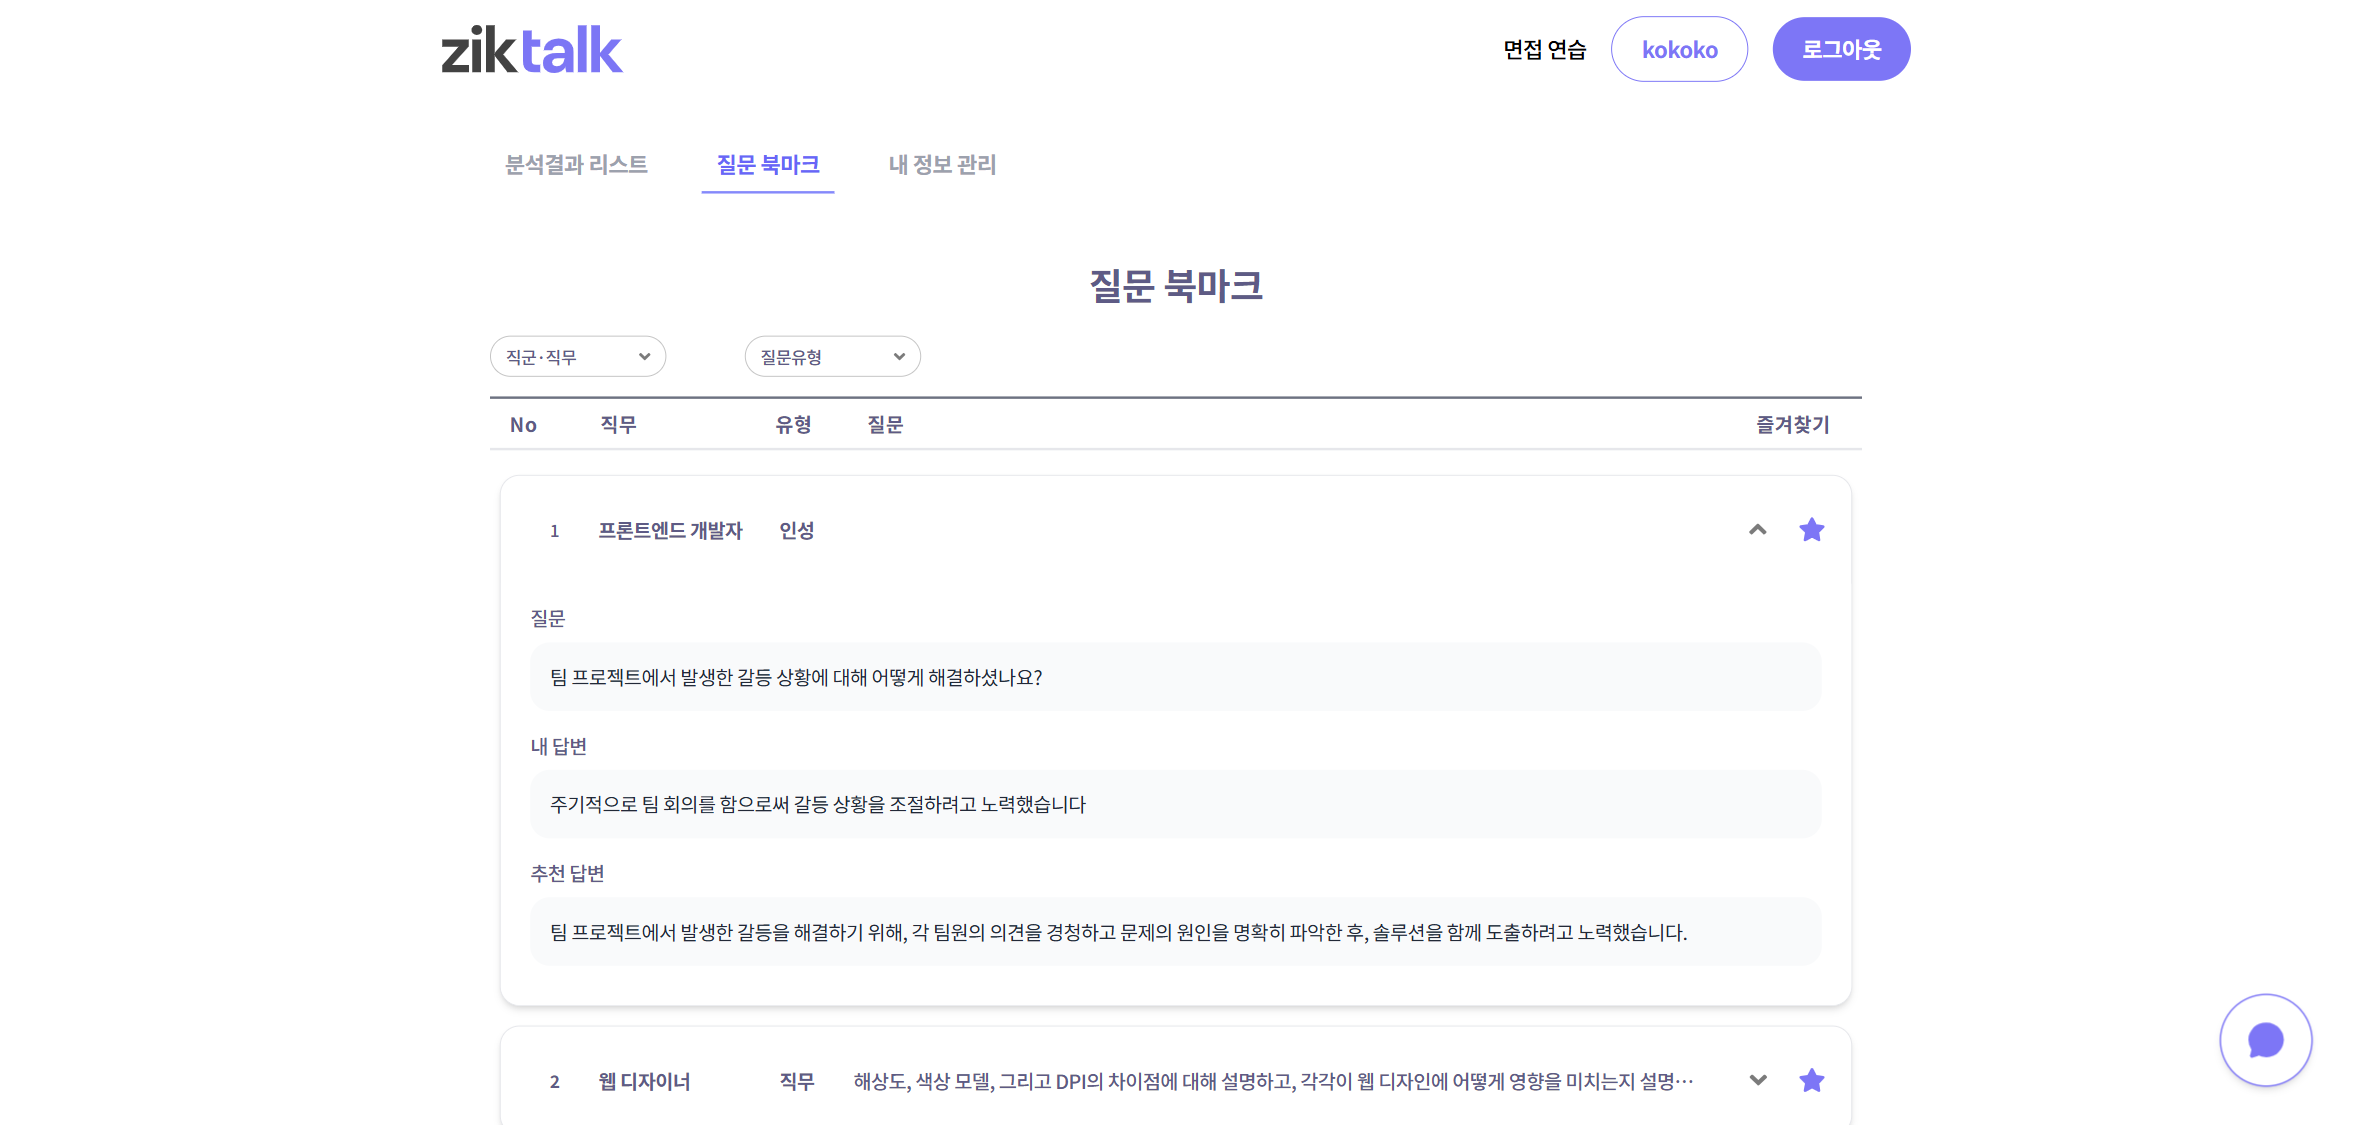 ziktalk
면접 연습 kokoko 로그아웃
분석결과 리스트 질문 북마크 내 정보 관리
질문 북마크
직군·직무 질문유형
No 직무 유형 질문 즐겨찾기
1 프론트엔드 개발자 인성
질문
팀 프로젝트에서 발생한 갈등 상황에 대해 어떻게 해결하셨나요?
내 답변
주기적으로 팀 회의를 함으로써 갈등 상황을 조절하려고 노력했습니다
추천 답변
팀 프로젝트에서 발생한 갈등을 해결하기 위해, 각 팀원의 의견을 경청하고 문제의 원인을 명확히 파악한 후, 솔루션을 함께 도출하려고 노력했습니다.
2 웹 디자이너 직무 해상도, 색상 모델, 그리고 DPI의 차이점에 대해 설명하고, 각각이 웹 디자인에 어떻게 영향을 미치는지 설명…